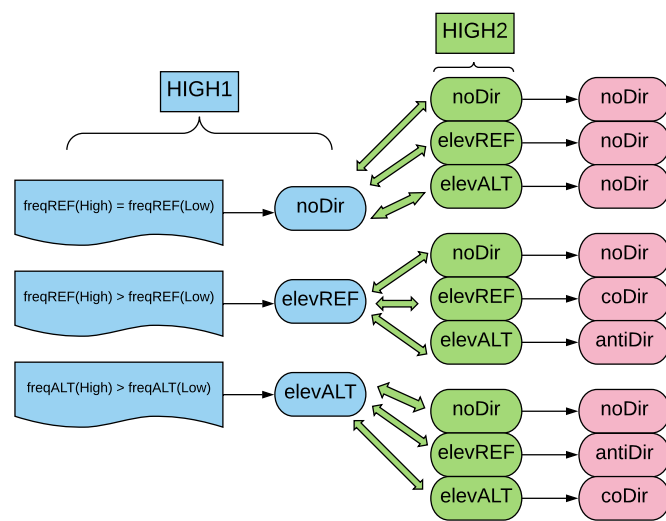 HIGH2
HIGH1
noDir noDir
elevREF noDir
elevALT noDir
freqREF(High) = freqREF(Low) noDir
noDir noDir
freqREF(High) > freqREF(Low) elevREF elevREF coDir
elevALT antiDir
freqALT(High) > freqALT(Low) elevALT
noDir noDir
elevREF antiDir
elevALT coDir